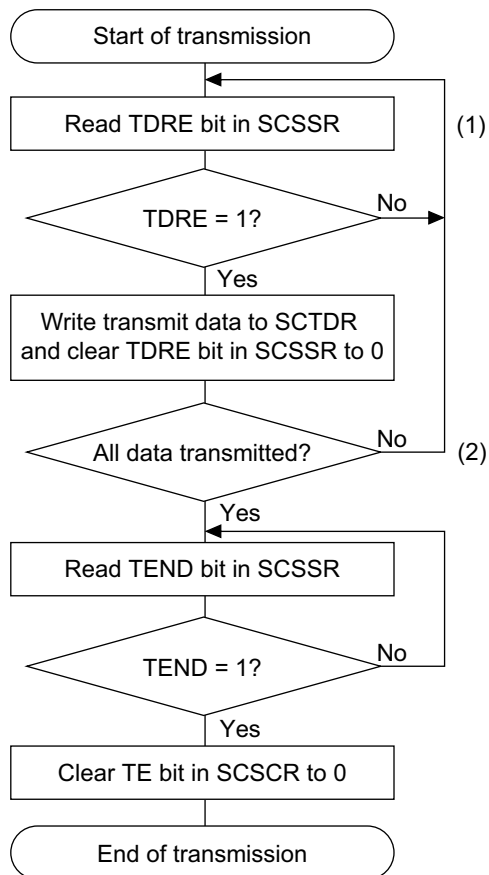 Start of transmission
Read TDRE bit in SCSSR
(1)
TDRE = 1?
No
Yes
Write transmit data to SCTDR
and clear TDRE bit in SCSSR to 0
All data transmitted?
No
(2)
Yes
Read TEND bit in SCSSR
TEND = 1?
No
Yes
Clear TE bit in SCSCR to 0
End of transmission